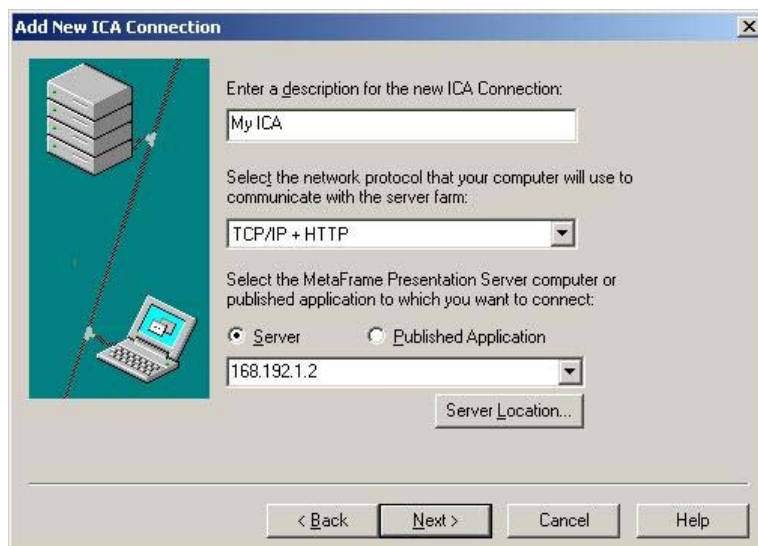 Add New ICA Connection
Enter a description for the new ICA Connection:
My ICA
Select the network protocol that your computer will use to
communicate with the server farm:
TCP/IP + HTTP
Select the MetaFrame Presentation Server computer or
published application to which you want to connect:
Server Published Application
168.192.1.2
Server Location...
< Back Next > Cancel Help